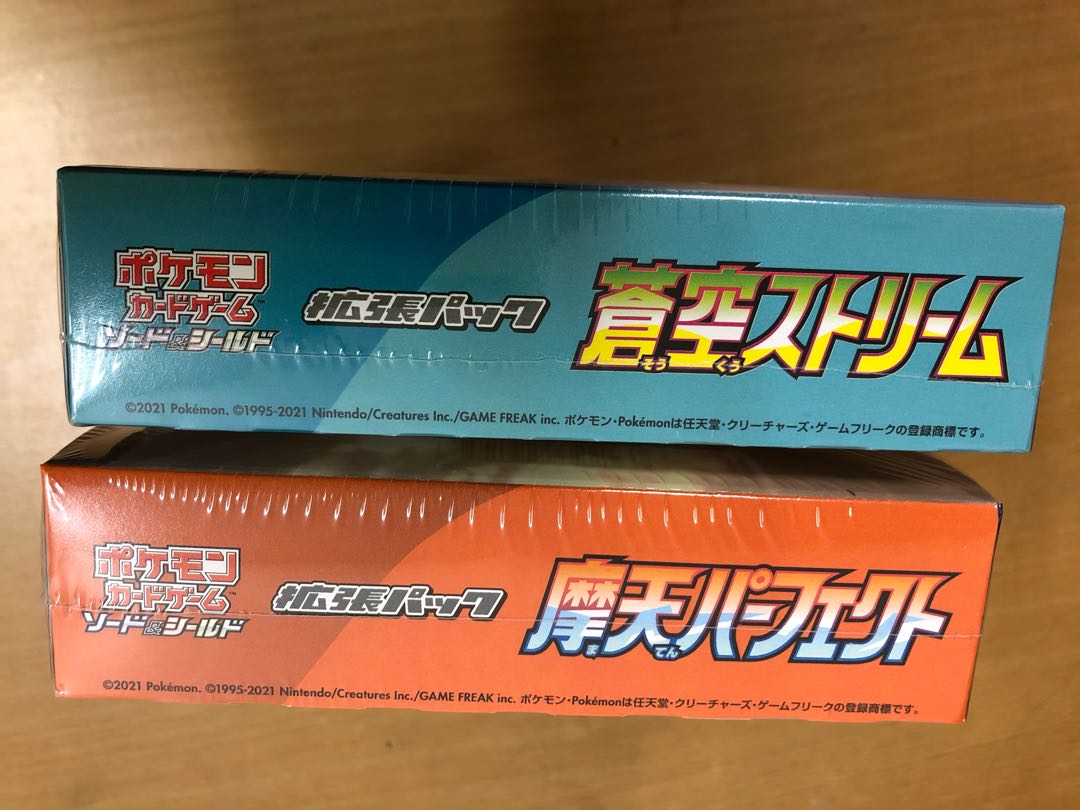 ポケモン
カードゲーム™
ソード&シールド
拡張パック
蒼空ストリーム
そう くう
©2021 Pokémon. ©1995-2021 Nintendo/Creatures Inc./GAME FREAK inc. ポケモン・Pokémonは任天堂・クリーチャーズ・ゲームフリークの登録商標です。
ポケモン
カードゲーム™
ソード&シールド
拡張パック
摩天パーフェクト
ま てん
©2021 Pokémon. ©1995-2021 Nintendo/Creatures Inc./GAME FREAK inc. ポケモン・Pokémonは任天堂・クリーチャーズ・ゲームフリークの登録商標です。